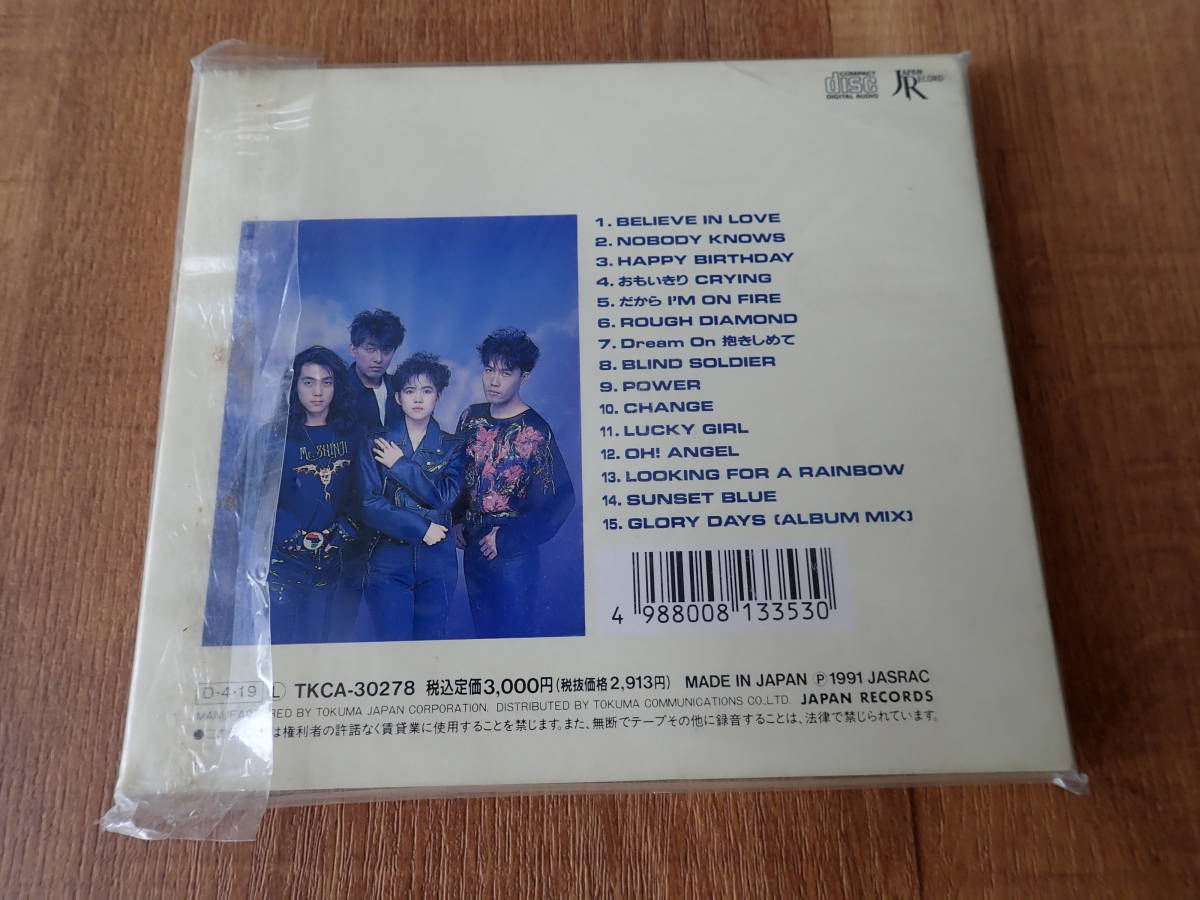 COMPACT
disc
DIGITAL AUDIO
JAPAN
RECORD
1. BELIEVE IN LOVE
2. NOBODY KNOWS
3. HAPPY BIRTHDAY
4. おもいきり CRYING
5. だから I'M ON FIRE
6. ROUGH DIAMOND
7. Dream On 抱きしめて
8. BLIND SOLDIER
9. POWER
10. CHANGE
11. LUCKY GIRL
12. OH! ANGEL
13. LOOKING FOR A RAINBOW
14. SUNSET BLUE
15. GLORY DAYS (ALBUM MIX)
Mr. SHINJI
4 988008 133530
D・4・19 Ⓛ TKCA-30278 税込定価3,000円(税抜価格2,913円) MADE IN JAPAN Ⓟ 1991 JASRAC
MANUFACTURED BY TOKUMA JAPAN CORPORATION. DISTRIBUTED BY TOKUMA COMMUNICATIONS CO.,LTD. JAPAN RECORDS
は権利者の許諾なく賃貸業に使用することを禁じます。また、無断でテープその他に録音することは、法律で禁じられています。